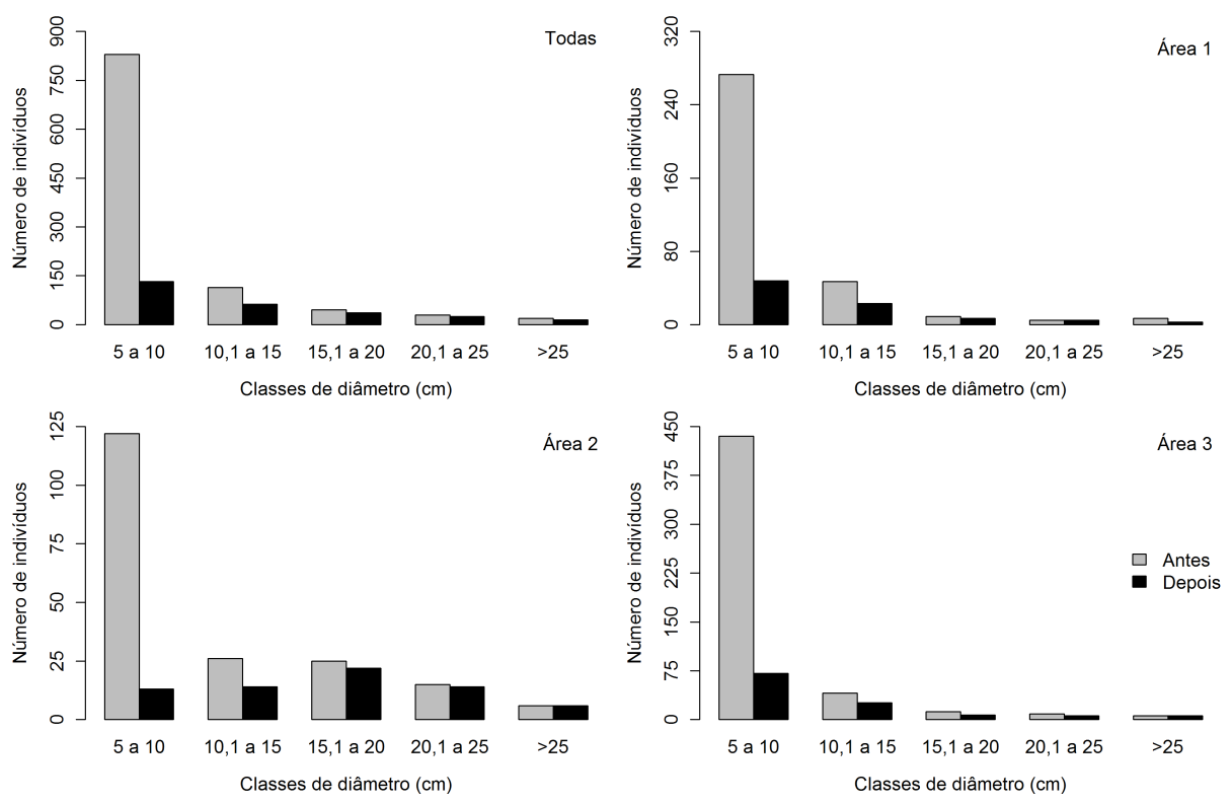 Todas
Número de indivíduos
900
750
600
450
300
150
0
5 a 10 10,1 a 15 15,1 a 20 20,1 a 25 >25
Classes de diâmetro (cm)
Área 1
Número de indivíduos
320
240
160
80
0
5 a 10 10,1 a 15 15,1 a 20 20,1 a 25 >25
Classes de diâmetro (cm)
Área 2
Número de indivíduos
125
100
75
50
25
0
5 a 10 10,1 a 15 15,1 a 20 20,1 a 25 >25
Classes de diâmetro (cm)
Área 3
Número de indivíduos
450
375
300
225
150
75
0
Antes
Depois
5 a 10 10,1 a 15 15,1 a 20 20,1 a 25 >25
Classes de diâmetro (cm)